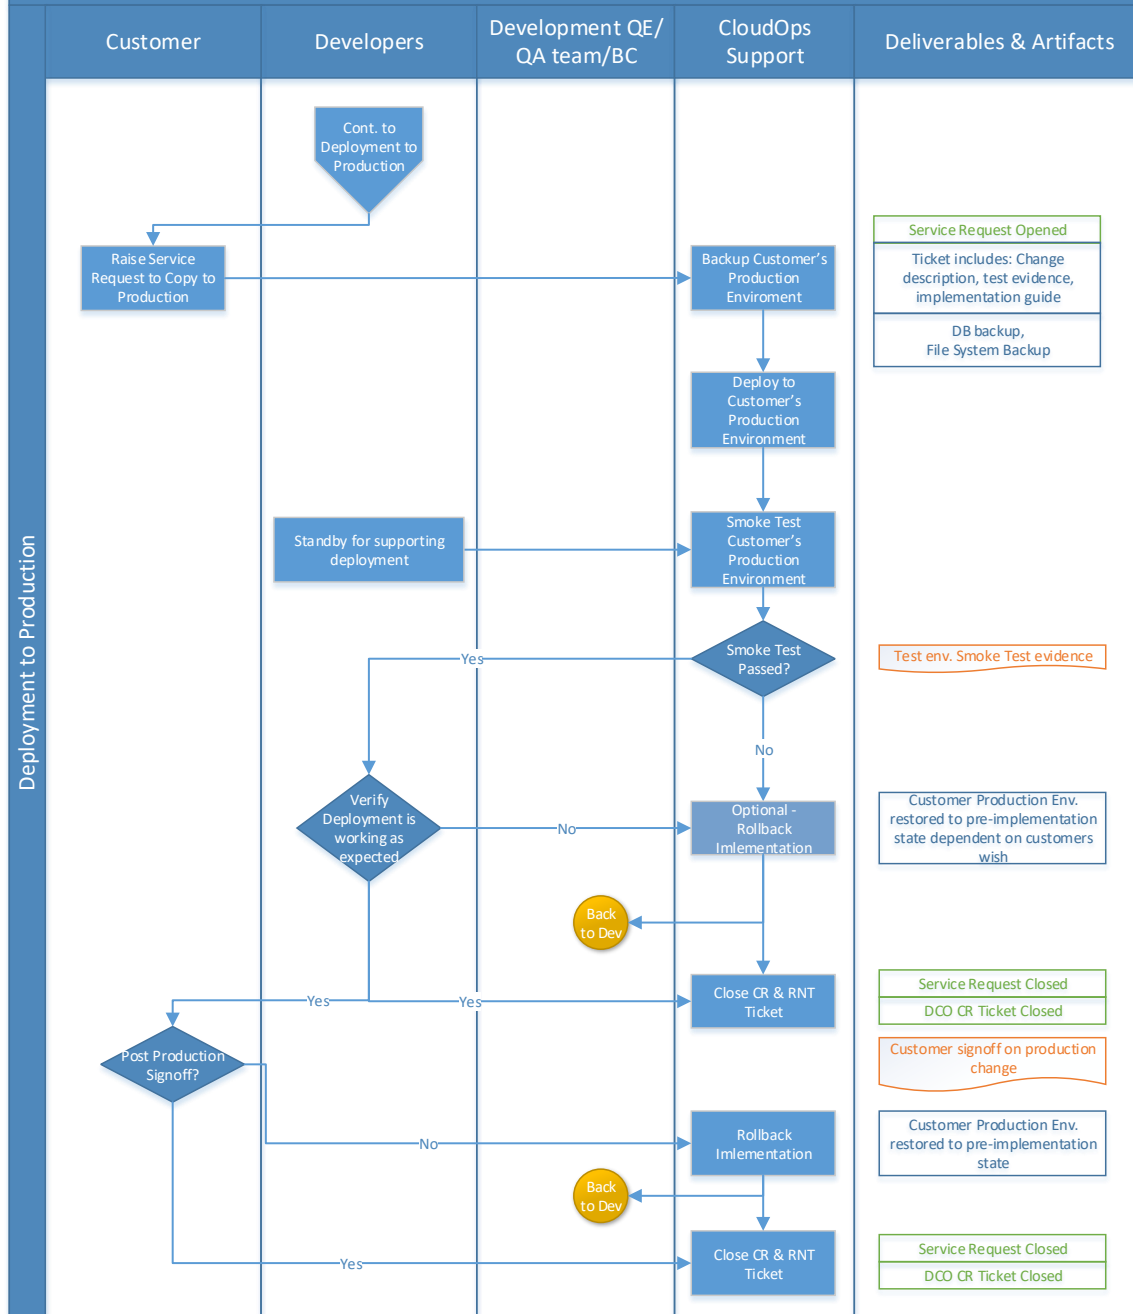 Customer
Developers
Development QE/
QA team/BC
CloudOps
Support
Deliverables & Artifacts
Deployment to Production
Cont. to
Deployment to
Production
Raise Service
Request to Copy to
Production
Backup Customer's
Production
Enviroment
Service Request Opened
Ticket includes: Change
description, test evidence,
implementation guide
DB backup,
File System Backup
Deploy to
Customer's
Production
Environment
Standby for supporting
deployment
Smoke Test
Customer's
Production
Environment
Smoke Test
Passed?
Yes
Test env. Smoke Test evidence
No
Verify
Deployment is
working as
expected
No
Optional -
Rollback
Imlementation
Customer Production Env.
restored to pre-implementation
state dependent on customers
wish
Back
to Dev
Yes
Yes
Close CR & RNT
Ticket
Service Request Closed
DCO CR Ticket Closed
Post Production
Signoff?
Customer signoff on production
change
No
Rollback
Imlementation
Customer Production Env.
restored to pre-implementation
state
Back
to Dev
Yes
Close CR & RNT
Ticket
Service Request Closed
DCO CR Ticket Closed